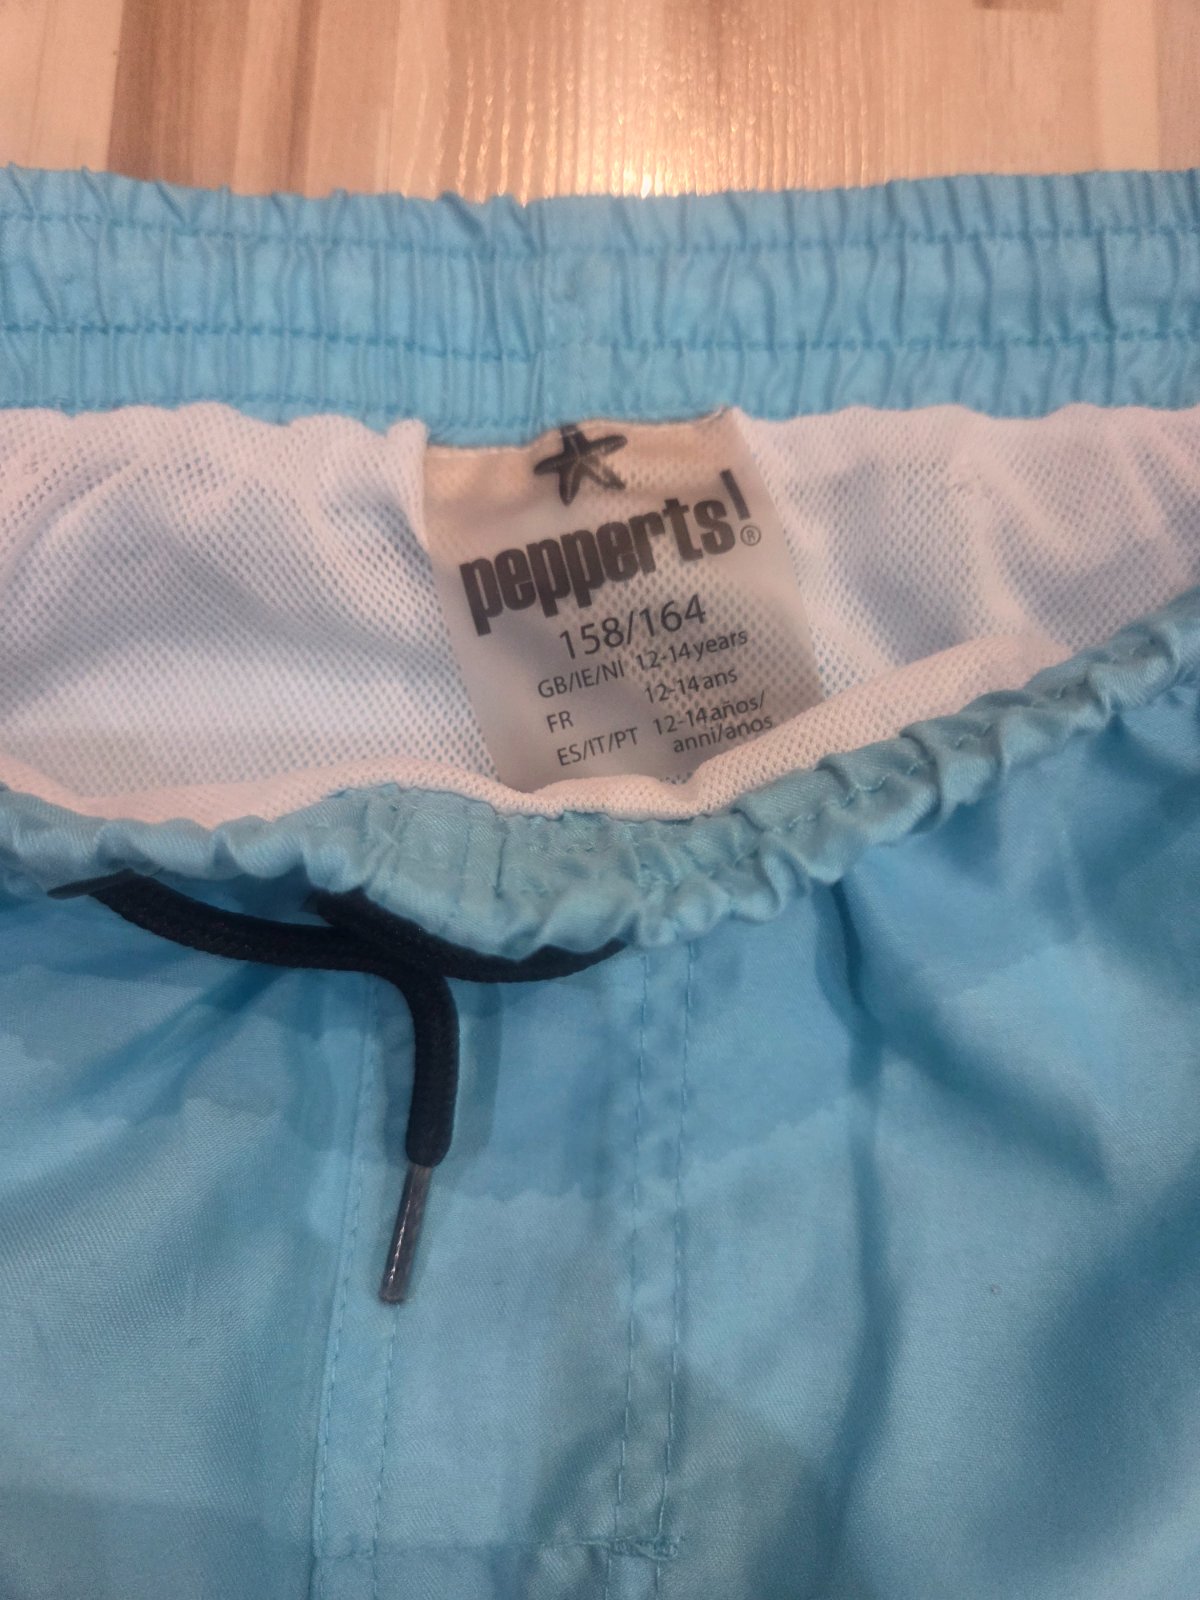 pepperts!®
158/164
GB/IE/NI 12-14 years
FR 12-14 ans
ES/IT/PT 12-14 años/
anni/anos